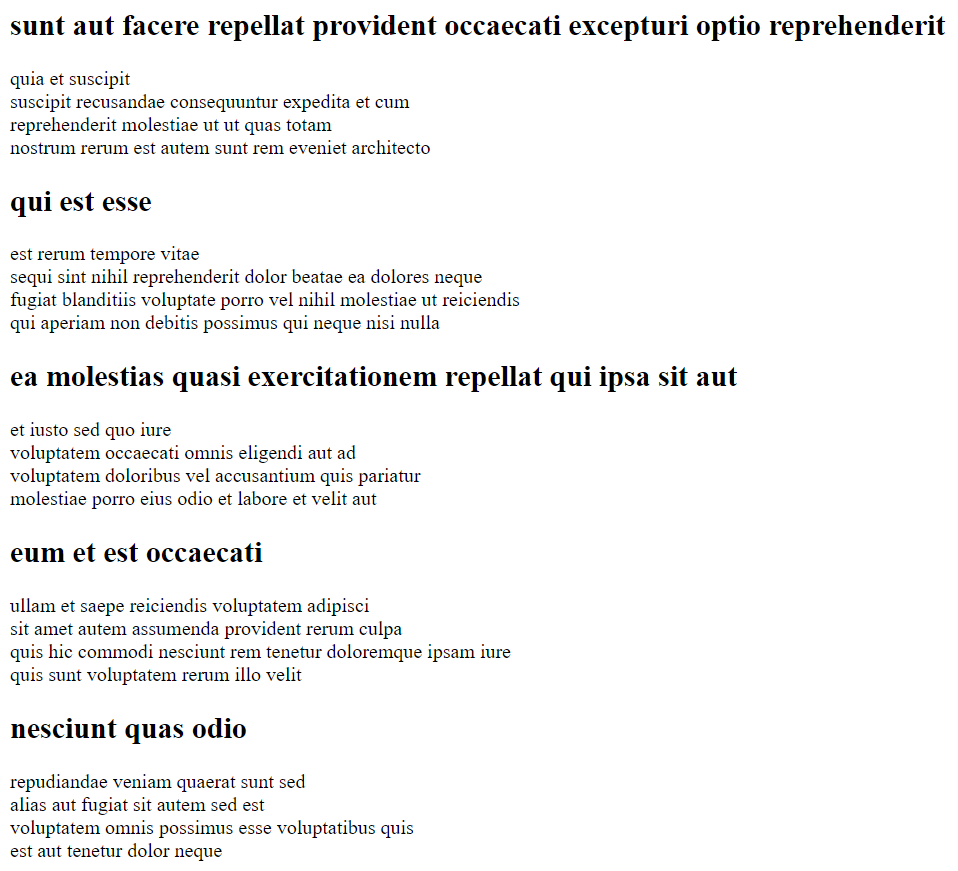 sunt aut facere repellat provident occaecati excepturi optio reprehenderit
quia et suscipit
suscipit recusandae consequuntur expedita et cum
reprehenderit molestiae ut ut quas totam
nostrum rerum est autem sunt rem eveniet architecto
qui est esse
est rerum tempore vitae
sequi sint nihil reprehenderit dolor beatae ea dolores neque
fugiat blanditiis voluptate porro vel nihil molestiae ut reiciendis
qui aperiam non debitis possimus qui neque nisi nulla
ea molestias quasi exercitationem repellat qui ipsa sit aut
et iusto sed quo iure
voluptatem occaecati omnis eligendi aut ad
voluptatem doloribus vel accusantium quis pariatur
molestiae porro eius odio et labore et velit aut
eum et est occaecati
ullam et saepe reiciendis voluptatem adipisci
sit amet autem assumenda provident rerum culpa
quis hic commodi nesciunt rem tenetur doloremque ipsam iure
quis sunt voluptatem rerum illo velit
nesciunt quas odio
repudiandae veniam quaerat sunt sed
alias aut fugiat sit autem sed est
voluptatem omnis possimus esse voluptatibus quis
est aut tenetur dolor neque